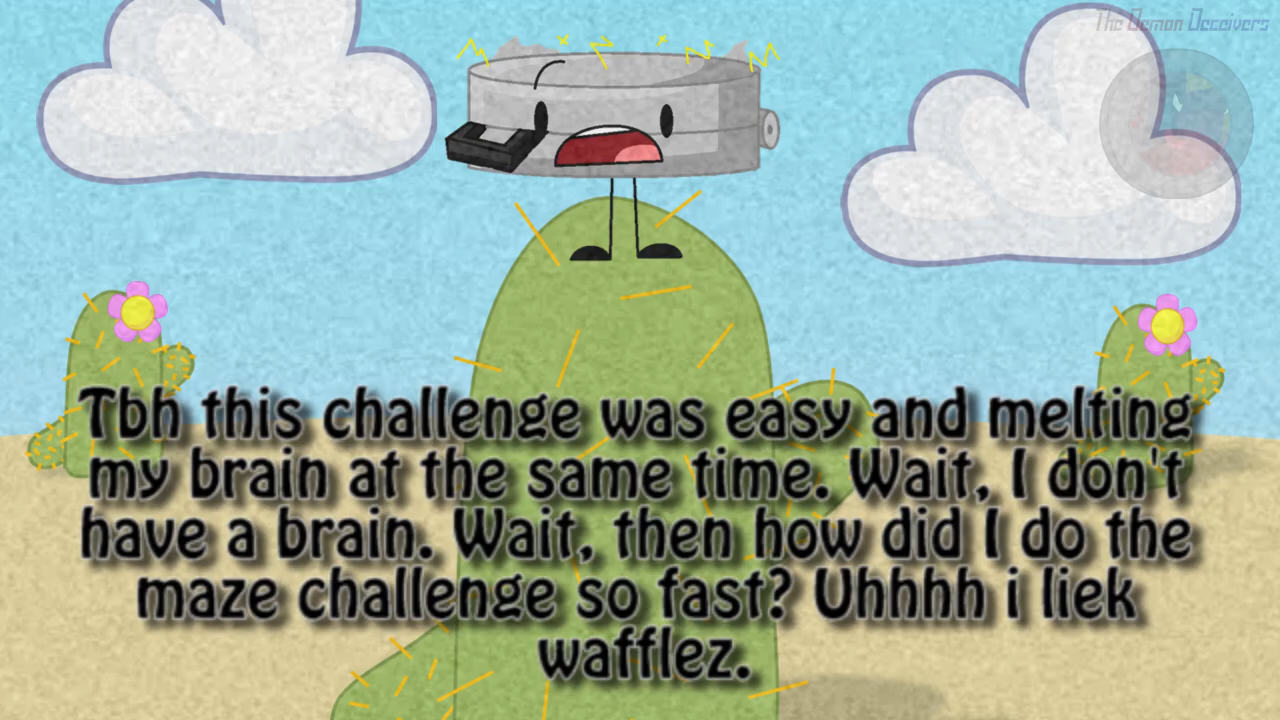 The Demon Deceivers
Tbh this challenge was easy and melting
my brain at the same time. Wait, I don't
have a brain. Wait, then how did I do the
maze challenge so fast? Uhhhh i liek
wafflez.